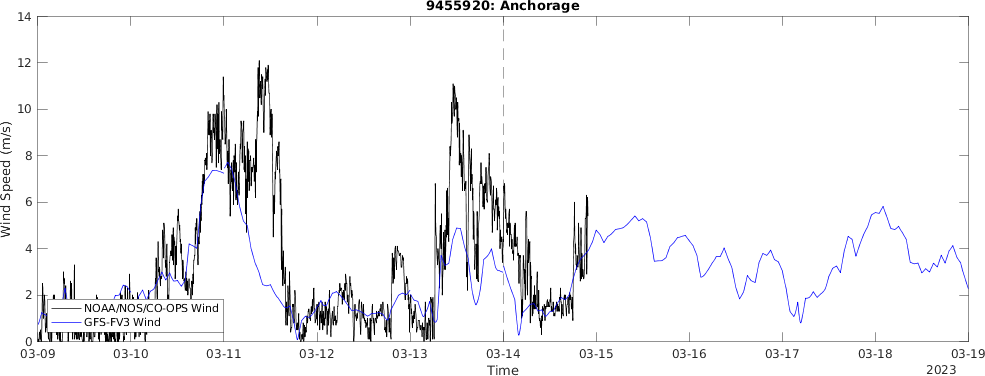 9455920: Anchorage
14
12
10
8
6
4
2
0
Wind Speed (m/s)
NOAA/NOS/CO-OPS Wind
GFS-FV3 Wind
03-09 03-10 03-11 03-12 03-13 03-14 03-15 03-16 03-17 03-18 03-19
Time
2023